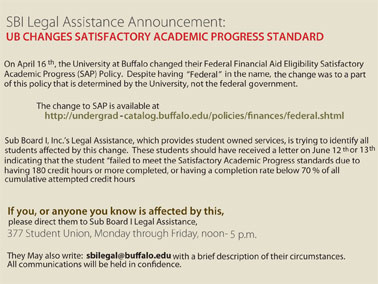 SBI Legal Assistance Announcement:
UB CHANGES SATISFACTORY ACADEMIC PROGRESS STANDARD
On April 16 th, the University at Buffalo changed their Federal Financial Aid Eligibility Satisfactory
Academic Progress (SAP) Policy. Despite having "Federal" in the name, the change was to a part
of this policy that is determined by the University, not the federal government.
The change to SAP is available at
http://undergrad-catalog.buffalo.edu/policies/finances/federal.shtml
Sub Board I, Inc.'s Legal Assistance, which provides student owned services, is trying to identify all
students affected by this change. These students should have received a letter on June 12 th or 13th
indicating that the student "failed to meet the Satisfactory Academic Progress standards due to
having 180 credit hours or more completed, or having a completion rate below 70 % of all
cumulative attempted credit hours
If you, or anyone you know is affected by this,
please direct them to Sub Board I Legal Assistance,
377 Student Union, Monday through Friday, noon- 5 p.m.
They May also write: sbilegal@buffalo.edu with a brief description of their circumstances.
All communications will be held in confidence.